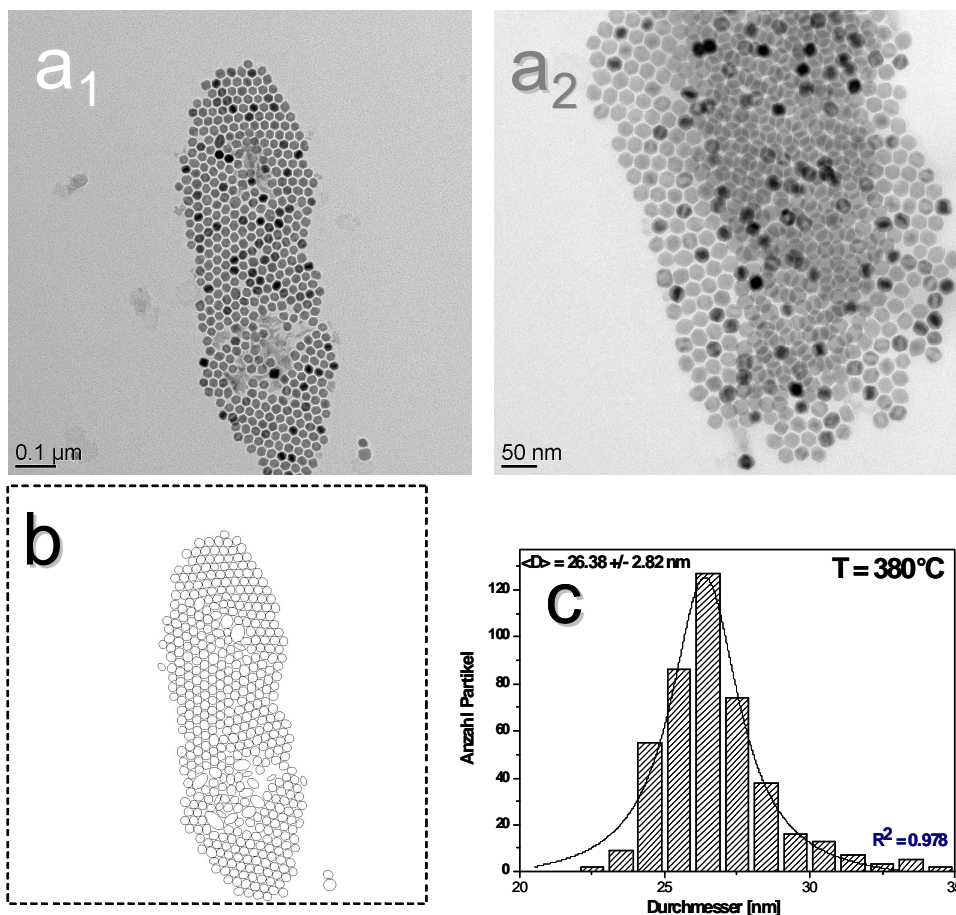 a1
a2
0.1 µm
50 nm
b
c
<D> = 26.38 +/- 2.82 nm
T = 380°C
R2 = 0.978
Anzahl Partikel
120
100
80
60
40
20
0
20
25
30
35
Durchmesser [nm]